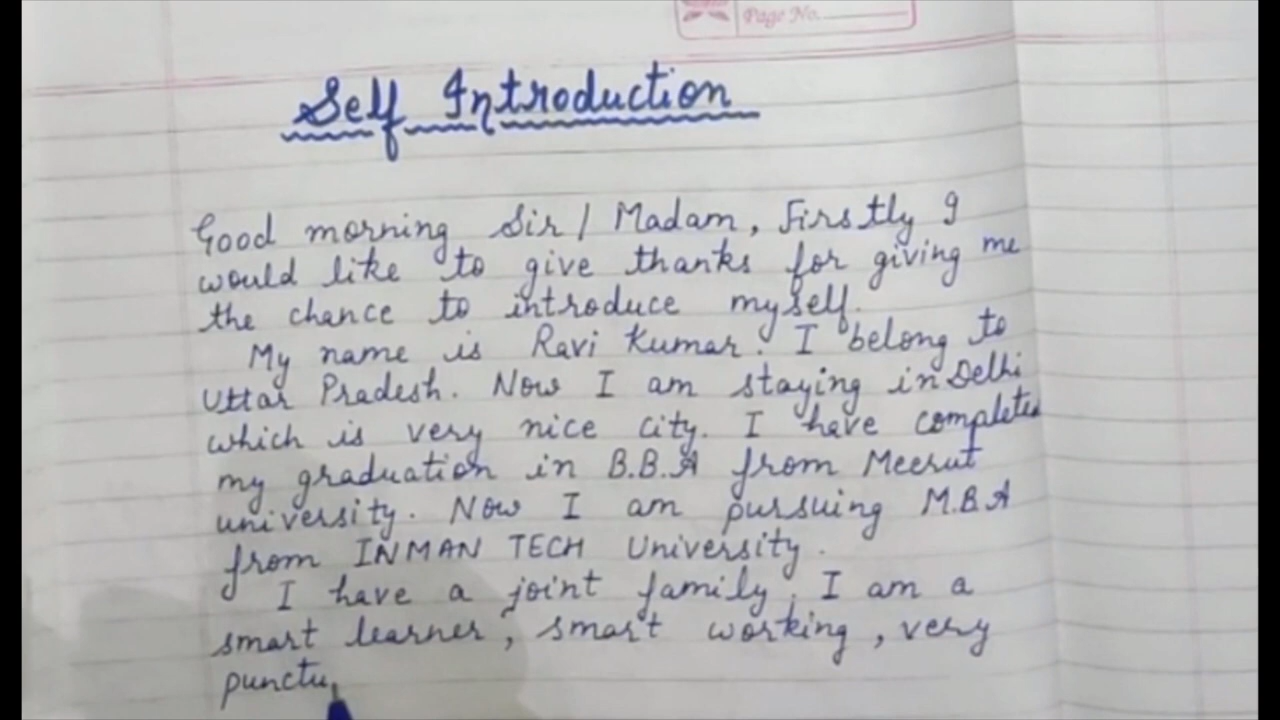 Page No.
Self Introduction
Good morning Sir / Madam, Firstly I
would like to give thanks for giving me
the chance to introduce myself.
My name is Ravi Kumar. I belong to
Uttar Pradesh. Now I am staying in Delhi
which is very nice city. I have completed
my graduation in B.B.A from Meerut
university. Now I am pursuing M.B.A
from INMAN TECH University.
I have a joint family. I am a
smart learner, smart working, very
punctu